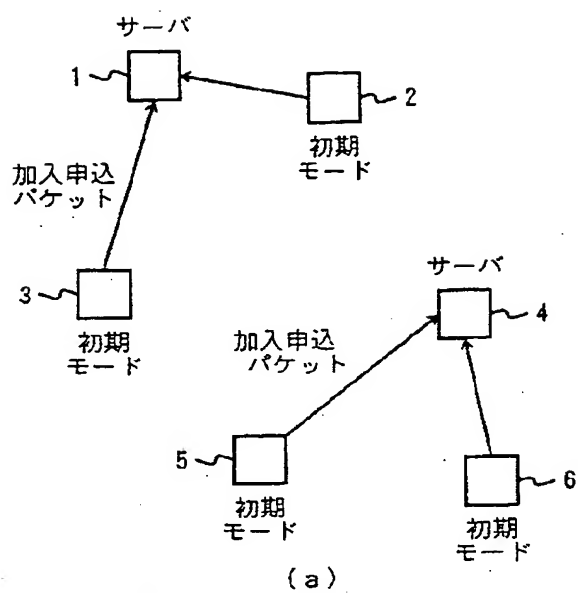 サーバ
1
2
初期
モード
加入申込
パケット
3
初期
モード
サーバ
4
加入申込
パケット
5
初期
モード
6
初期
モード
(a)